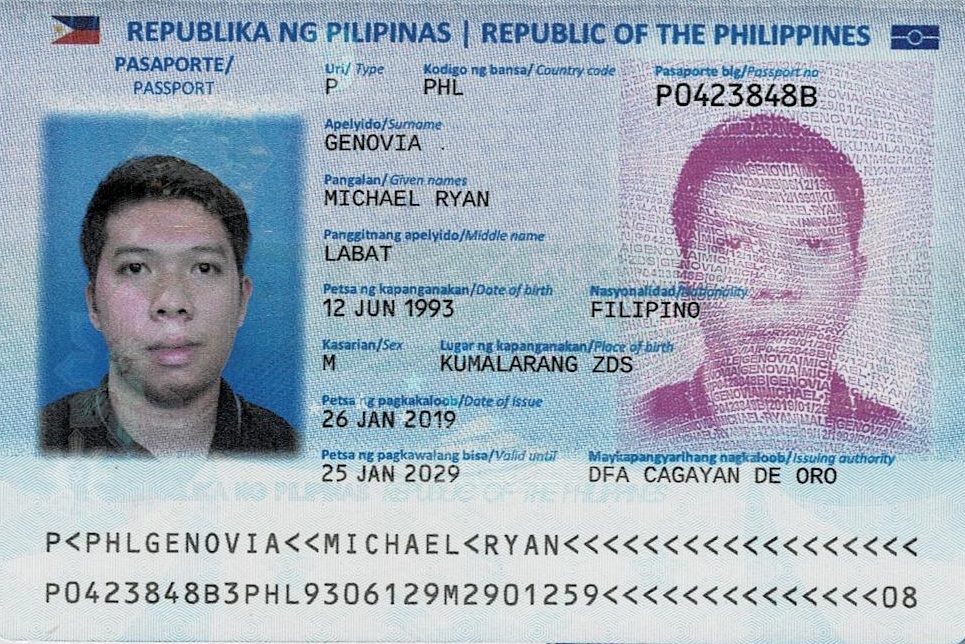 REPUBLIKA NG PILIPINAS | REPUBLIC OF THE PHILIPPINES
PASAPORTE/
PASSPORT
Uri/ Type
P
Kodigo ng bansa/ Country code
PHL
Pasaporte blg/Passport no
P0423848B
Apelyido/Surname
GENOVIA
Pangalan/ Given names
MICHAEL RYAN
Panggitnang apelyido/Middle name
LABAT
Petsa ng kapanganakan/Date of birth
12 JUN 1993
Nasyonalidad/Nationality
FILIPINO
Kasarian/Sex
M
Lugar ng kapanganakan/Place of birth
KUMALARANG ZDS
Petsa ng pagkakaloob/Date of issue
26 JAN 2019
Petsa ng pagkawalang bisa/Valid until
25 JAN 2029
Maykapangyarihang nagkaloob/Issuing authority
DFA CAGAYAN DE ORO
REPUBLIKA NG PILIPINAS REPUBLIC OF THE PHILIPPINES
P<PHLGENOVIA<<MICHAEL<RYAN<<<<<<<<<<<<<<<<<<
P0423848B3PHL9306129M2901259<<<<<<<<<<<<<<08